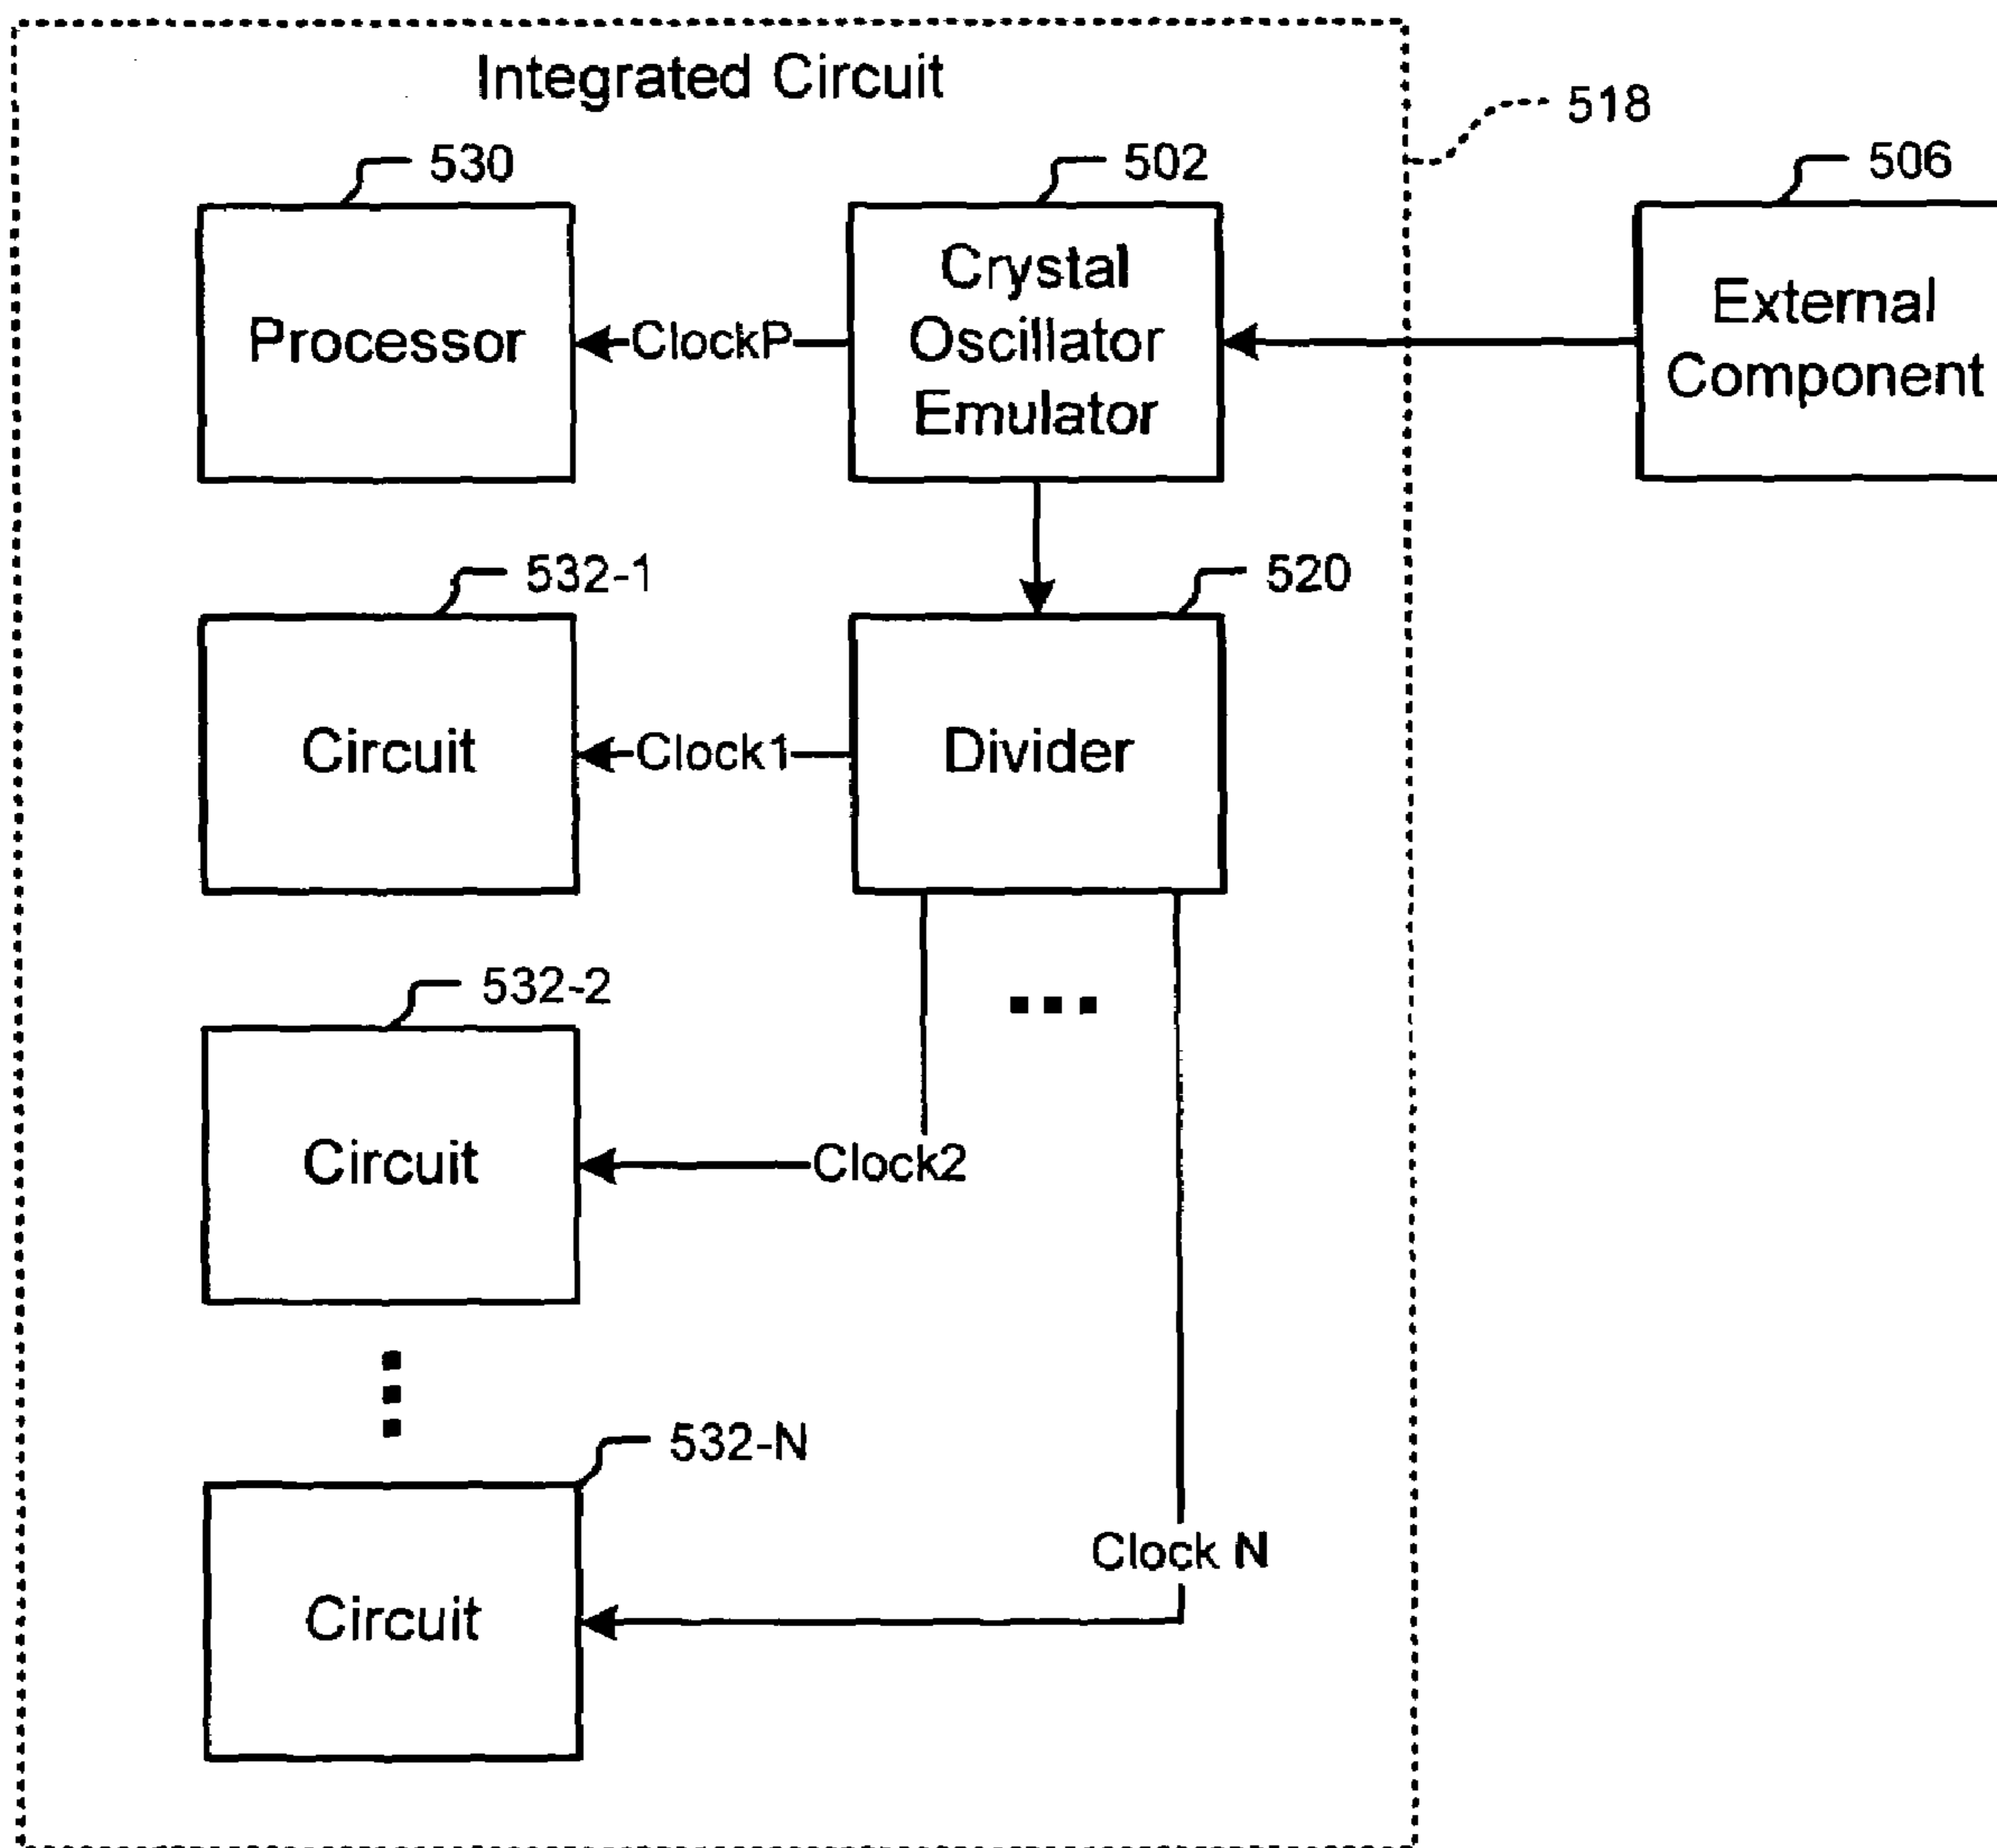 Integrated Circuit
518
530
502
506
Processor
ClockP
Crystal
Oscillator
Emulator
External
Component
532-1
520
Circuit
Clock1
Divider
532-2
Circuit
Clock2
532-N
Circuit
Clock N